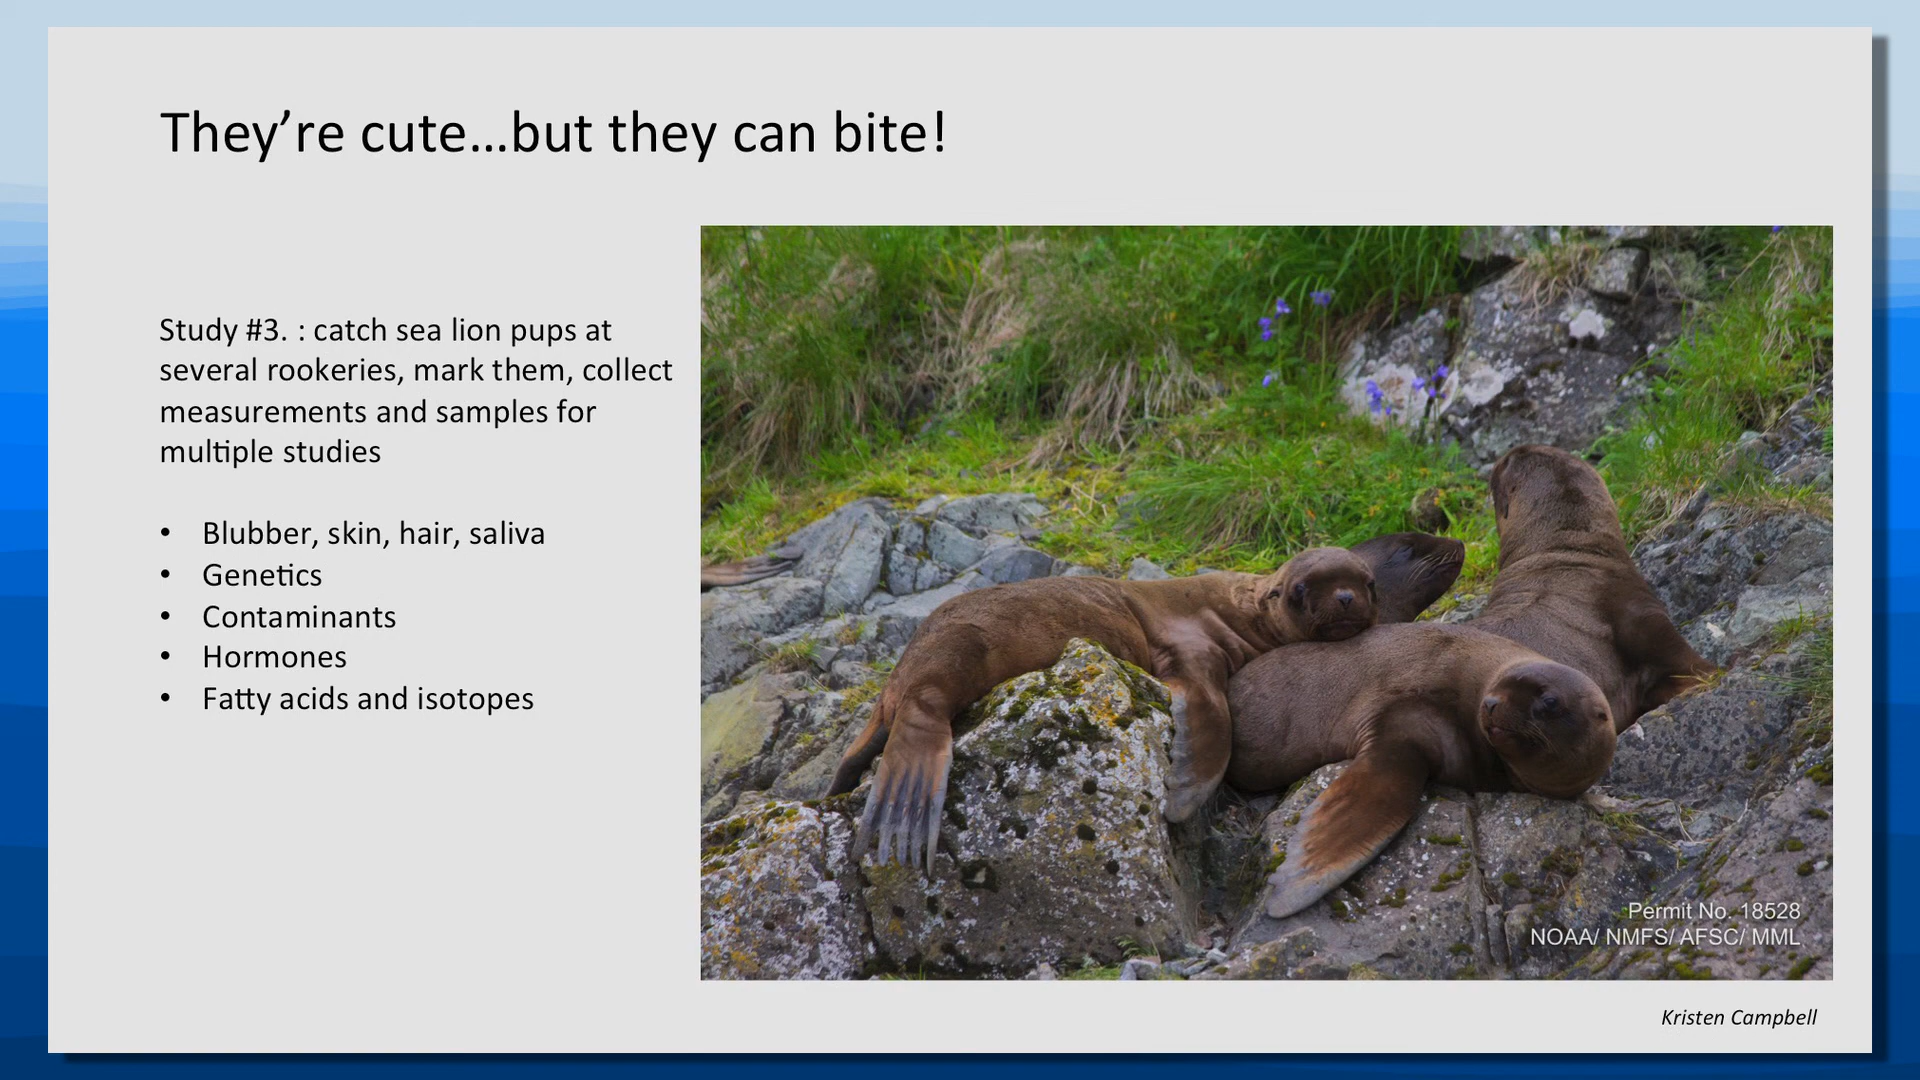 They’re cute…but they can bite!
Study #3. : catch sea lion pups at
several rookeries, mark them, collect
measurements and samples for
multiple studies
• Blubber, skin, hair, saliva
• Genetics
• Contaminants
• Hormones
• Fatty acids and isotopes
Permit No. 18528
NOAA/ NMFS/ AFSC/ MML
Kristen Campbell